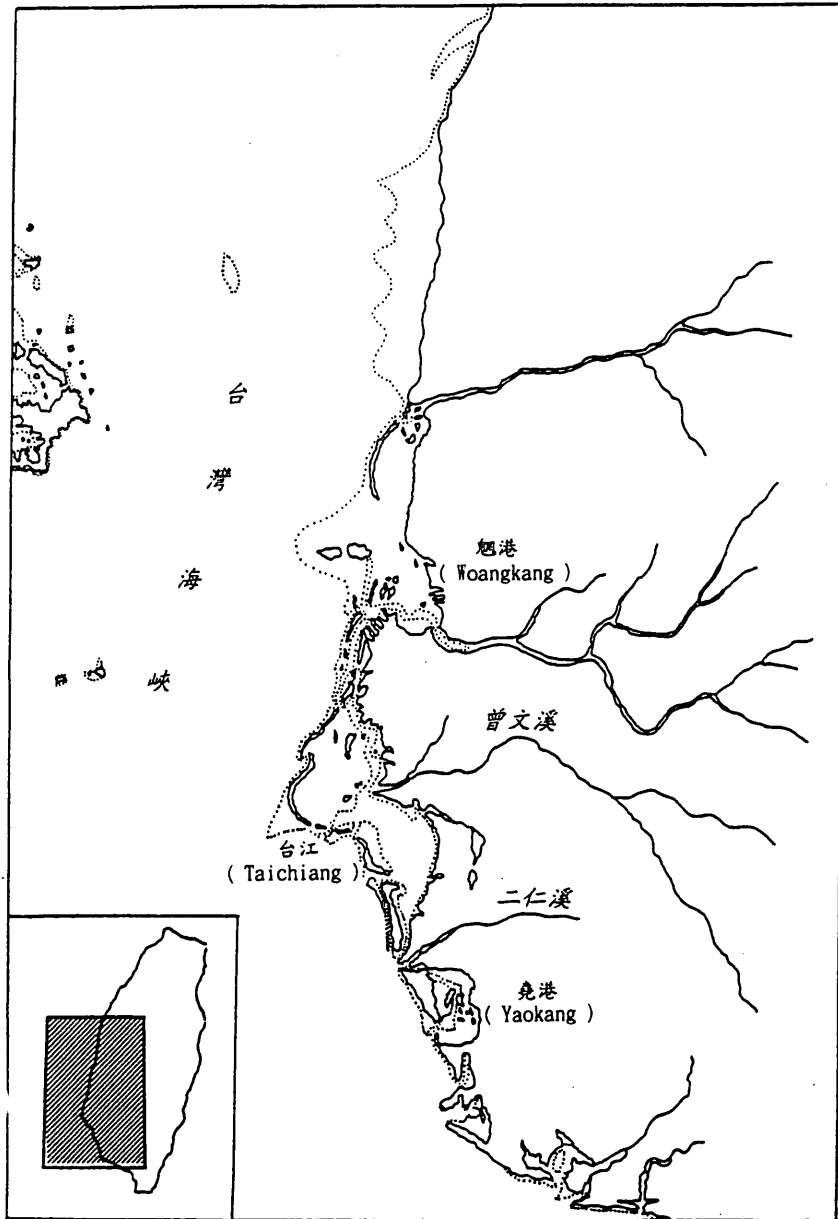 台
灣
海
峽
魍港
( Woangkang )
曾文溪
台江
( Taichiang )
二仁溪
堯港
( Yaokang )